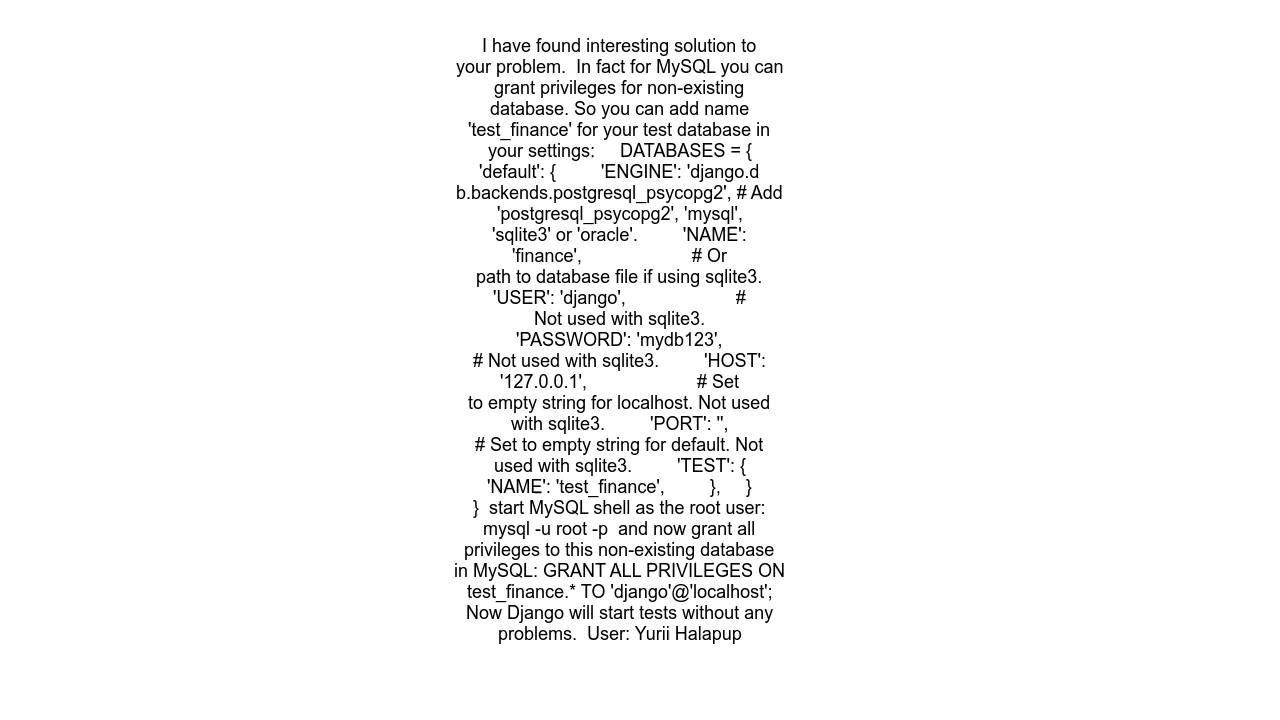 I have found interesting solution to
your problem.  In fact for MySQL you can
grant privileges for non-existing
database. So you can add name
'test_finance' for your test database in
your settings:     DATABASES = {
'default': {         'ENGINE': 'django.d
b.backends.postgresql_psycopg2', # Add
'postgresql_psycopg2', 'mysql',
'sqlite3' or 'oracle'.         'NAME':
'finance',                      # Or
path to database file if using sqlite3.
'USER': 'django',                      #
Not used with sqlite3.
'PASSWORD': 'mydb123',
# Not used with sqlite3.         'HOST':
'127.0.0.1',                      # Set
to empty string for localhost. Not used
with sqlite3.         'PORT': '',
# Set to empty string for default. Not
used with sqlite3.         'TEST': {
'NAME': 'test_finance',         },     }
}  start MySQL shell as the root user:
mysql -u root -p  and now grant all
privileges to this non-existing database
in MySQL: GRANT ALL PRIVILEGES ON
test_finance.* TO 'django'@'localhost';
Now Django will start tests without any
problems.  User: Yurii Halapup